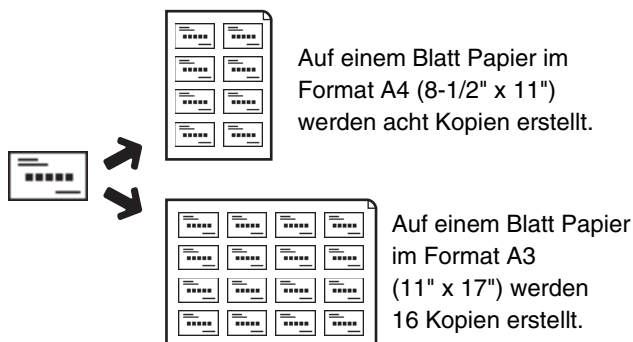 Auf einem Blatt Papier im
Format A4 (8-1/2" x 11")
werden acht Kopien erstellt.
Auf einem Blatt Papier
im Format A3
(11" x 17") werden
16 Kopien erstellt.